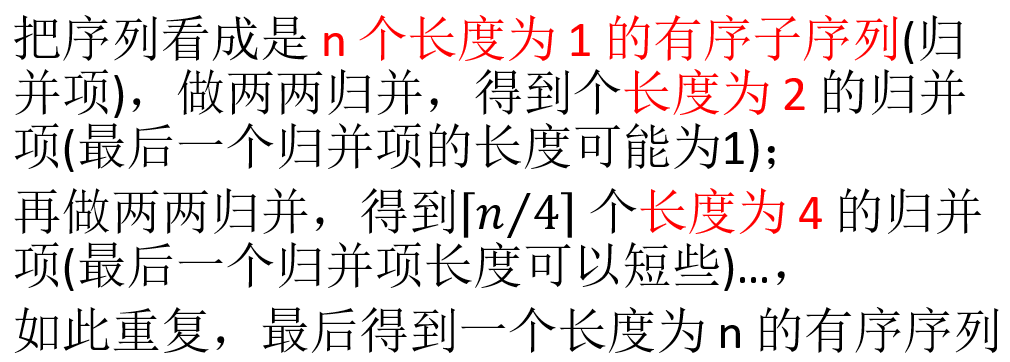 把序列看成是 n 个长度为 1 的有序子序列(归
并项)，做两两归并，得到个长度为 2 的归并
项(最后一个归并项的长度可能为1)；
再做两两归并，得到⌈n/4⌉ 个长度为 4 的归并
项(最后一个归并项长度可以短些)…，
如此重复，最后得到一个长度为 n 的有序序列